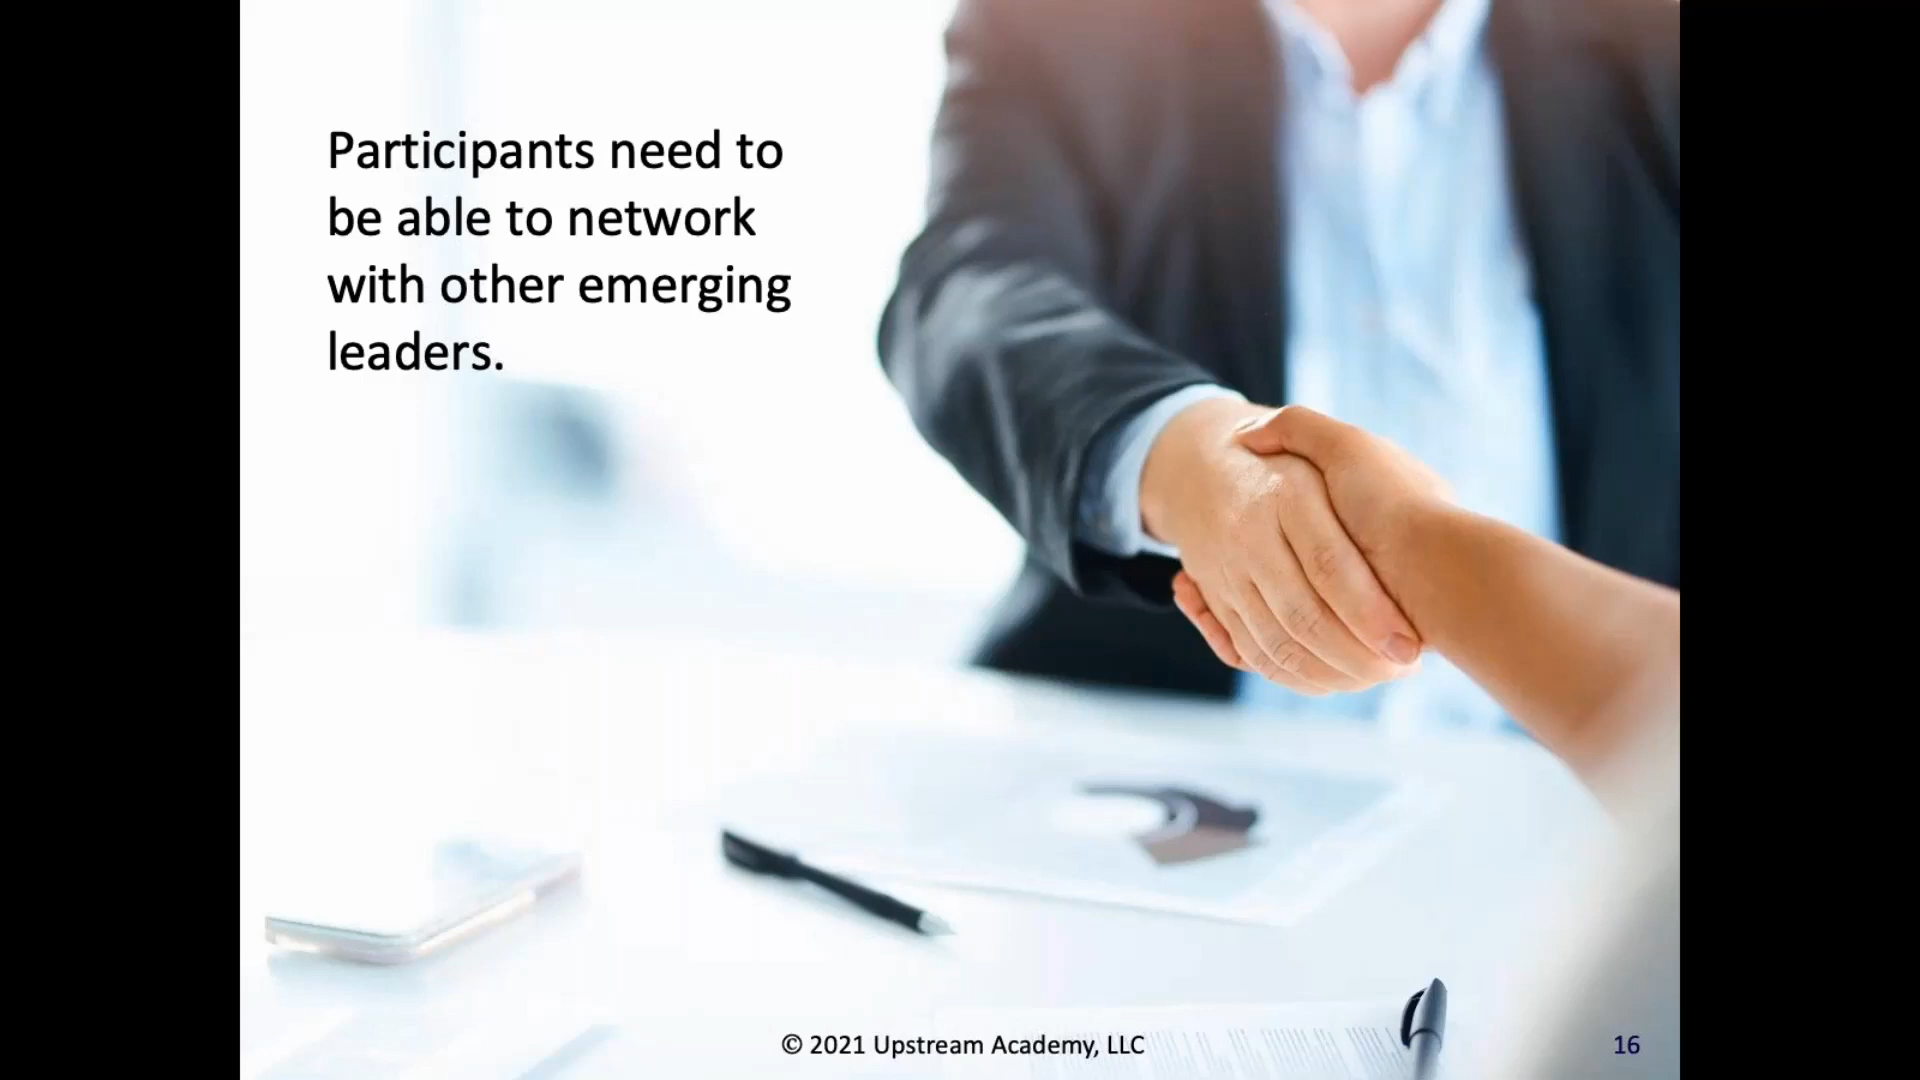 Participants need to
be able to network
with other emerging
leaders.
© 2021 Upstream Academy, LLC
16